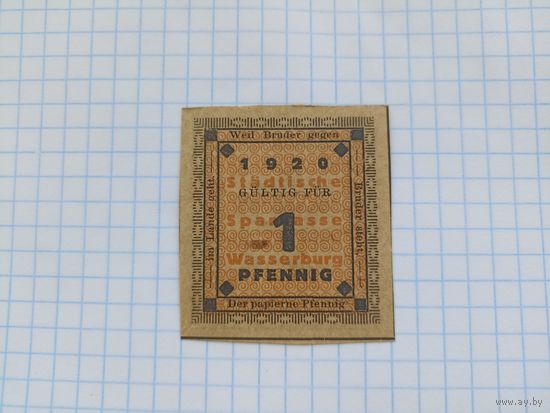 Weil Bruder gegen
Bruder steht,
Der papierne Pfennig
im Lande geht.
1920
Städtische
GÜLTIG FÜR
Sparkasse
1
Wasserburg
PFENNIG
www.ay.by